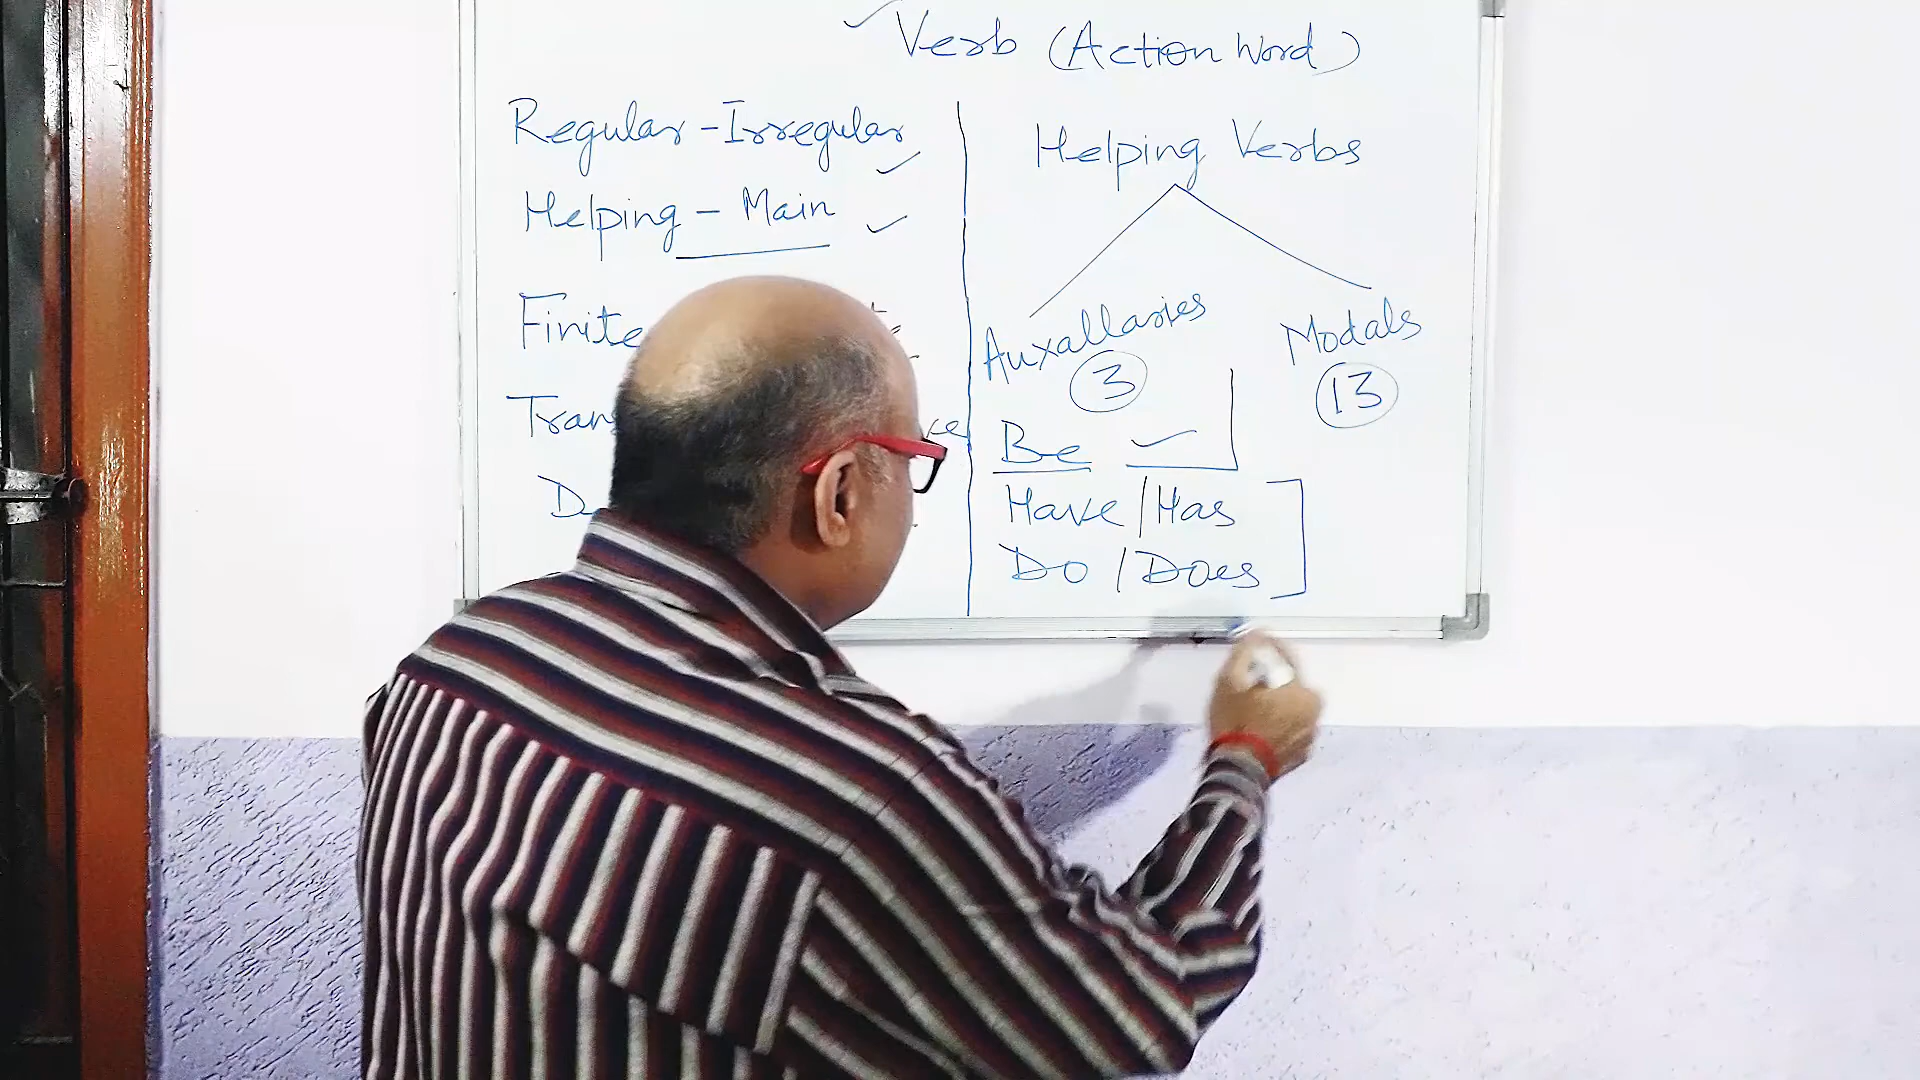 Verb (Action Word)
Regular - Irregular
Helping - Main
Finite
Helping Verbs
Auxallaries
3
Modals
13
Be
Have / Has
Do / Does